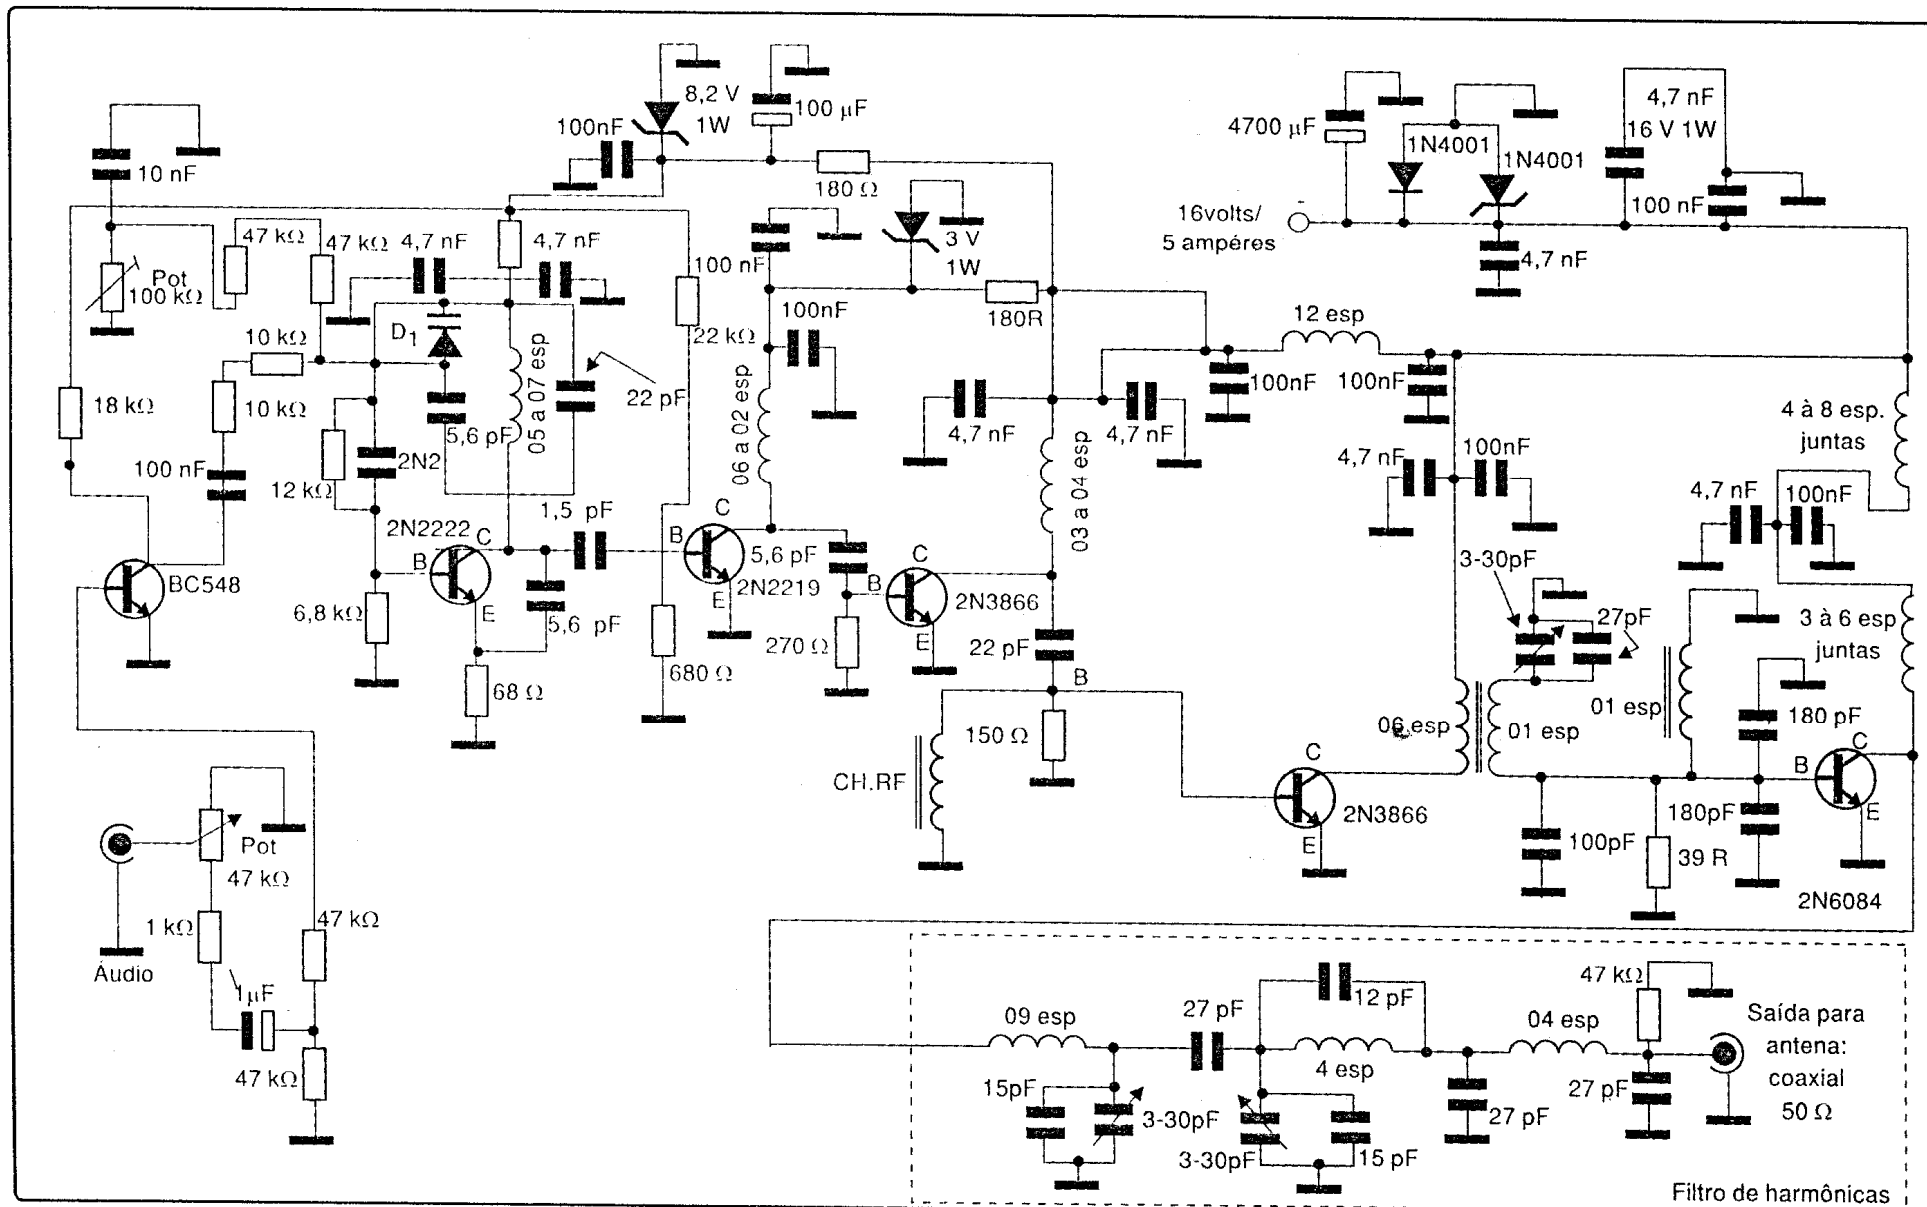 8,2 V
1W
100nF
100 µF
180 Ω
10 nF
47 kΩ
47 kΩ
4,7 nF
4,7 nF
Pot
100 kΩ
100 nF
3 V
1W
180R
4700 µF
1N4001
1N4001
4,7 nF
16 V 1W
100 nF
-
16volts/
5 ampéres
4,7 nF
10 kΩ
10 kΩ
D1
5,6 pF
05 a 07 esp
22 pF
22 kΩ
06 a 02 esp
100nF
12 esp
100nF
100nF
18 kΩ
100 nF
12 kΩ
2N2
4,7 nF
4,7 nF
03 a 04 esp
4,7 nF
100nF
4 à 8 esp.
juntas
4,7 nF
100nF
BC548
2N2222
B
C
E
6,8 kΩ
68 Ω
5,6 pF
1,5 pF
B
C
E
2N2219
680 Ω
5,6 pF
270 Ω
B
C
E
2N3866
22 pF
B
150 Ω
CH.RF
3-30pF
27pF
06 esp
01 esp
01 esp
180 pF
3 à 6 esp
juntas
B
C
E
2N6084
C
B
E
2N3866
100pF
39 R
180pF
Áudio
Pot
47 kΩ
1 kΩ
1µF
47 kΩ
47 kΩ
09 esp
15pF
3-30pF
27 pF
12 pF
4 esp
3-30pF
15 pF
27 pF
04 esp
47 kΩ
27 pF
Saída para
antena:
coaxial
50 Ω
Filtro de harmônicas